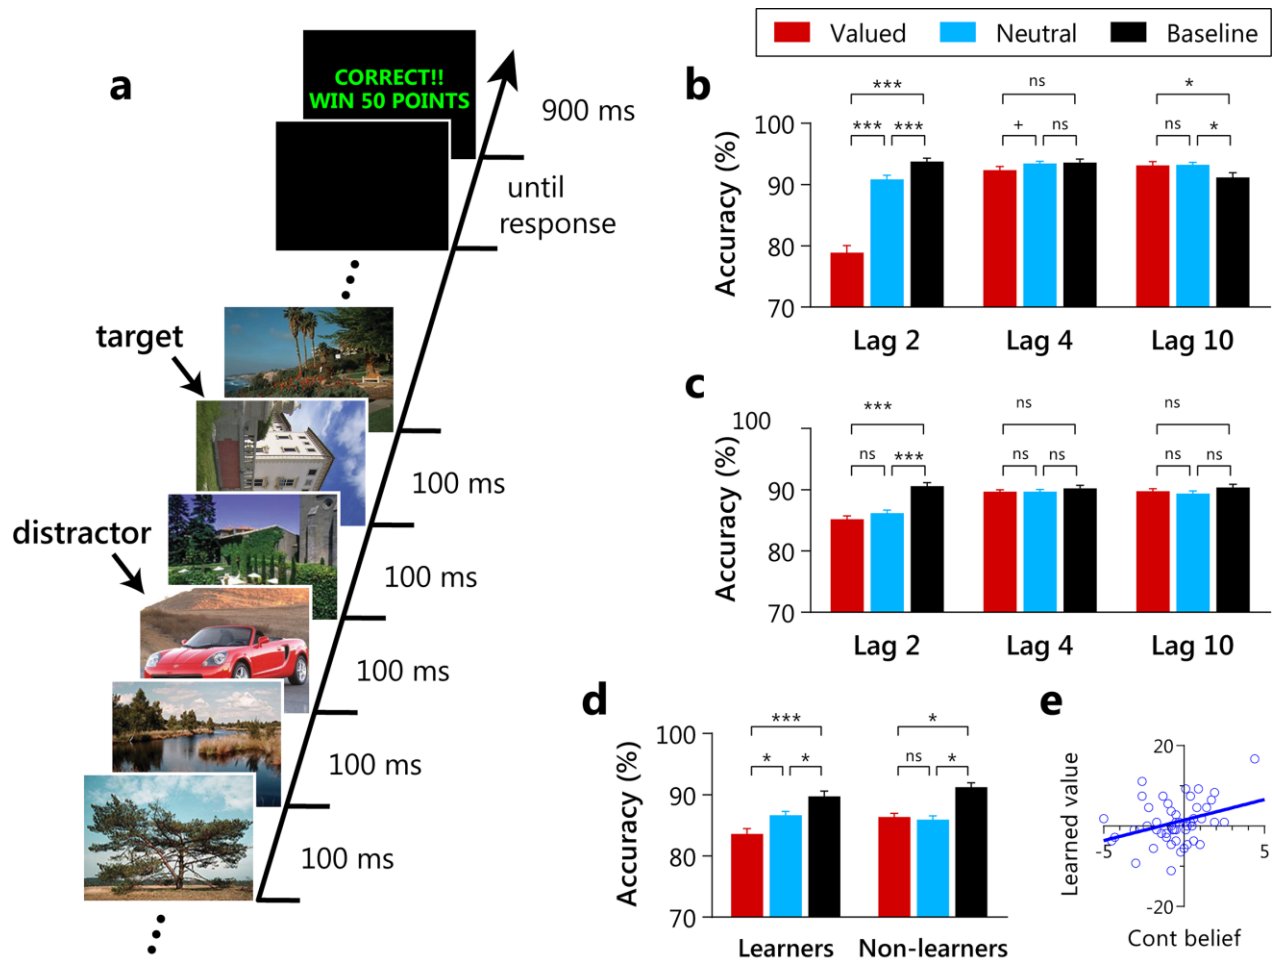 Valued Neutral Baseline
a
CORRECT!!
WIN 50 POINTS
900 ms
until
response
target
distractor
100 ms
100 ms
100 ms
100 ms
100 ms
b
Accuracy (%)
100
90
80
70
***
*** ***
ns
+ ns
*
ns *
Lag 2 Lag 4 Lag 10
c
Accuracy (%)
100
90
80
70
***
ns ***
ns
ns ns
ns
ns ns
Lag 2 Lag 4 Lag 10
d
Accuracy (%)
100
90
80
70
***
* *
*
ns *
Learners Non-learners
e
Learned value
20
-5 5
-20
Cont belief